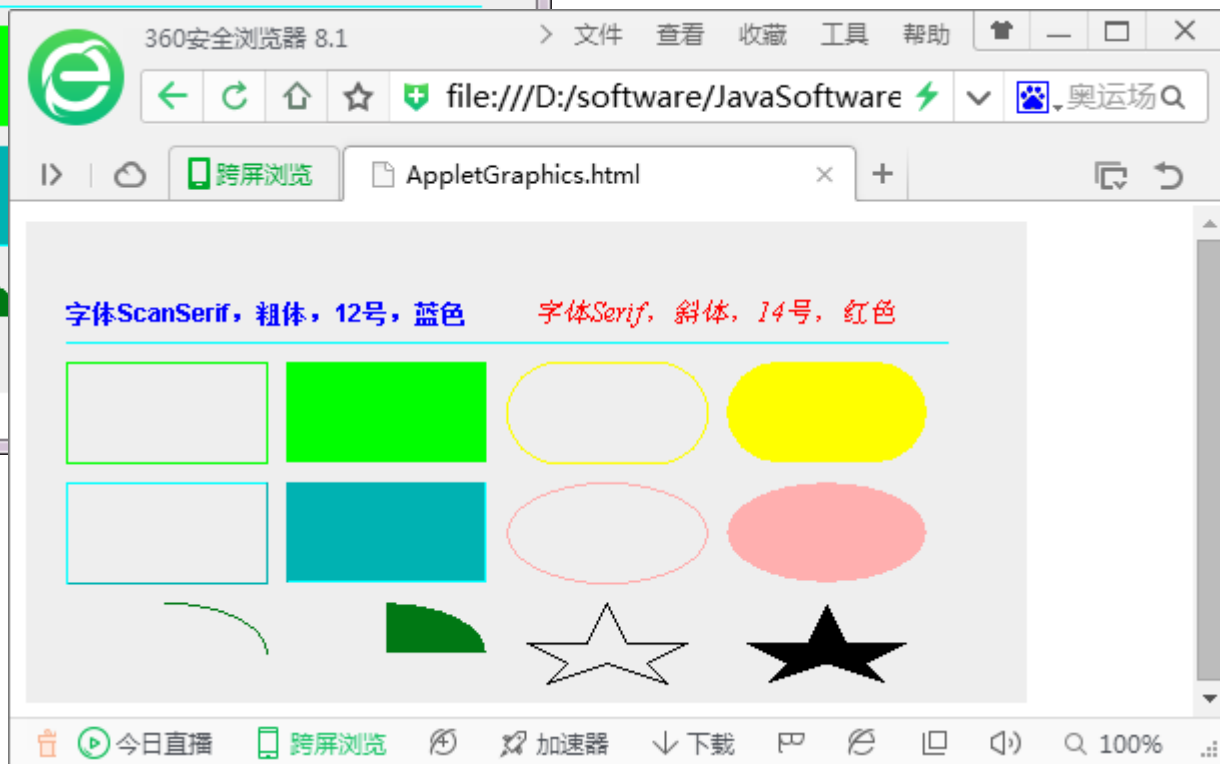 360安全浏览器 8.1 文件 查看 收藏 工具 帮助
file:///D:/software/JavaSoftware 奥运场
跨屏浏览 AppletGraphics.html
字体ScanSerif，粗体，12号，蓝色 字体Serif，斜体，14号，红色
今日直播 跨屏浏览 加速器 下载 100%